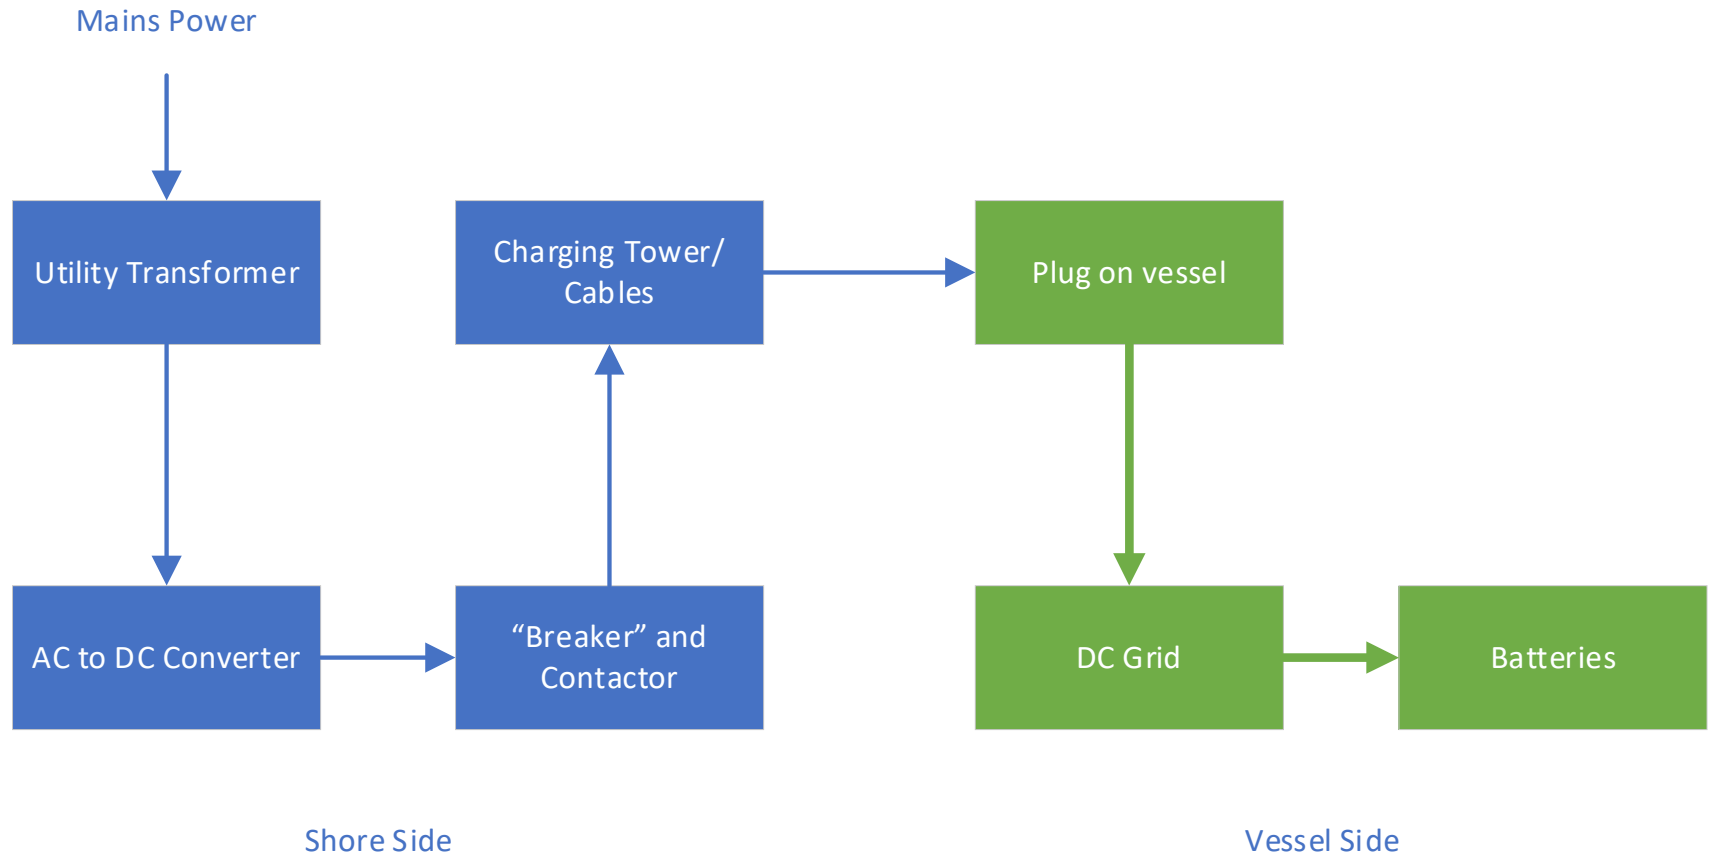 Mains Power
Utility Transformer
Charging Tower/
Cables
Plug on vessel
AC to DC Converter
“Breaker” and
Contactor
DC Grid
Batteries
Shore Side
Vessel Side